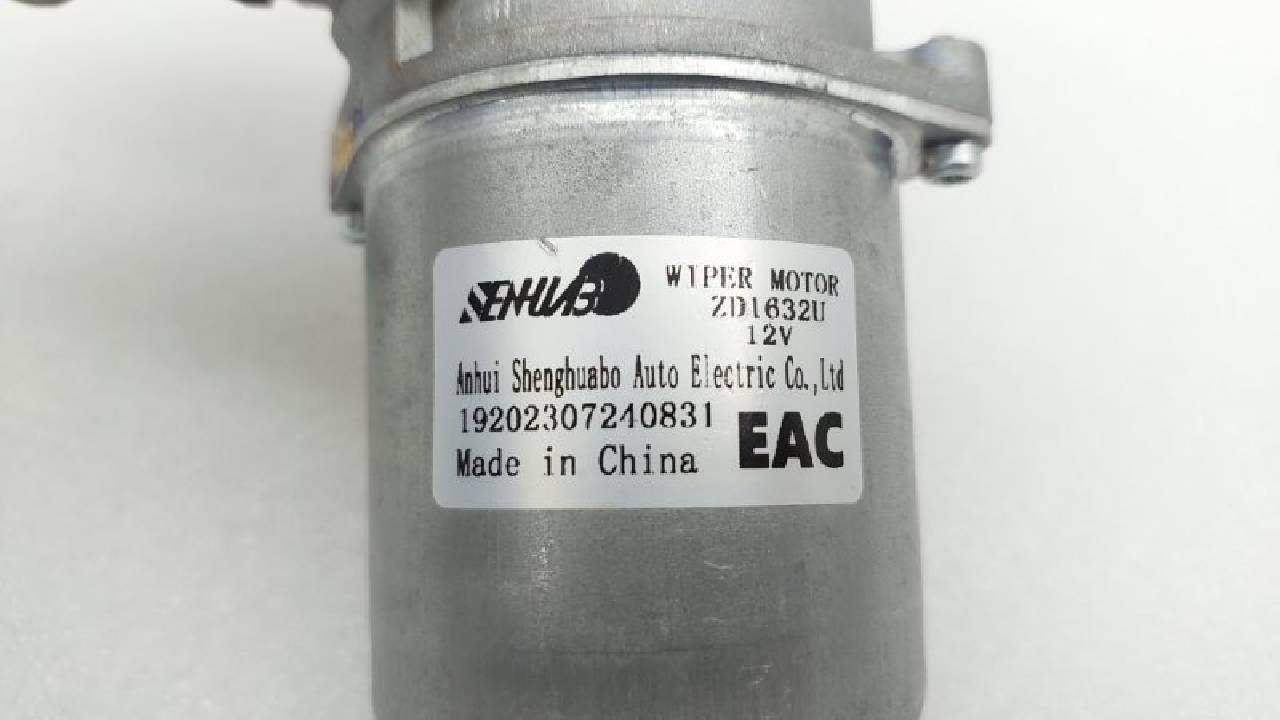 SENHUABO
WIPER MOTOR
ZD1632U
12V
Anhui Shenghuabo Auto Electric Co.,Ltd
19202307240831
EAC
Made in China